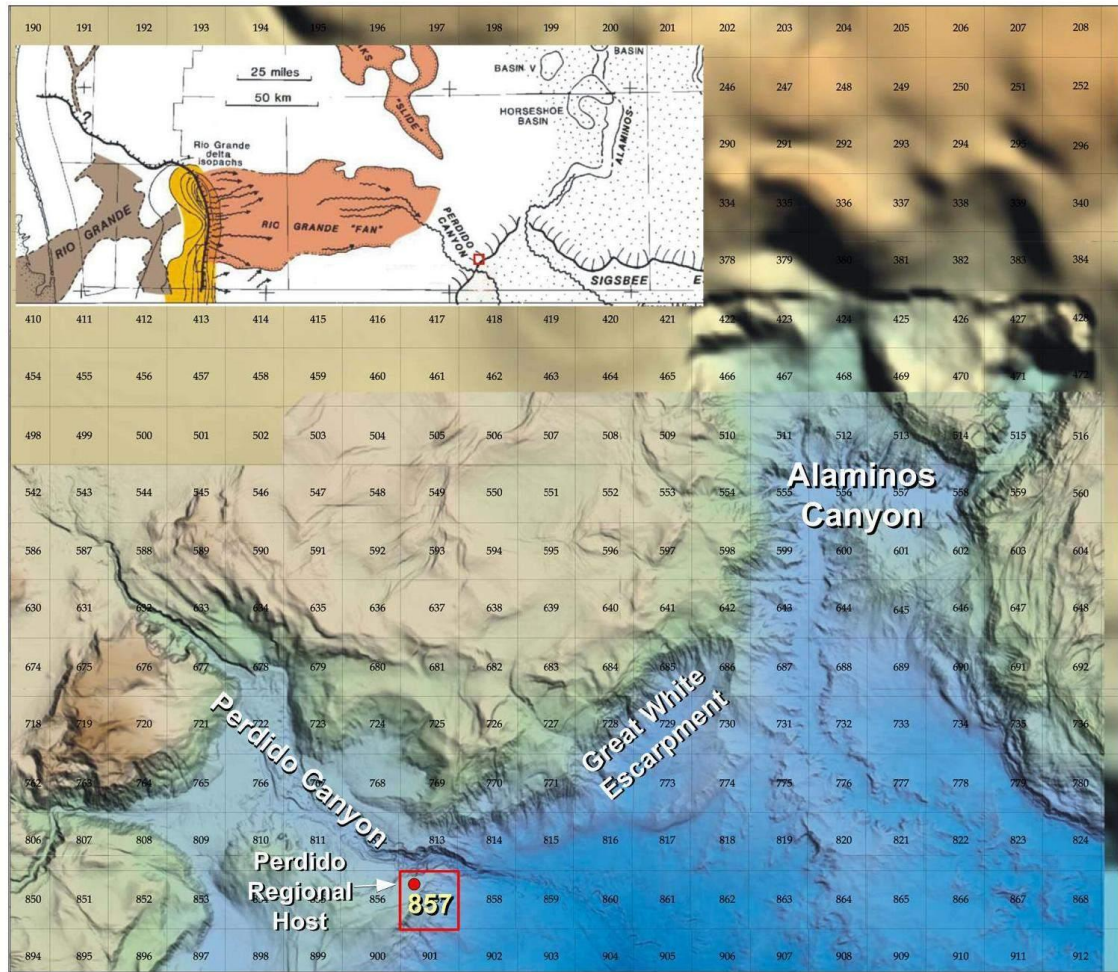 190 191 192 193 194 195 196 197 198 199 200 201 202 203 204 205 206 207 208
25 miles
50 km
"SLIDE"
BASIN V
BASIN
HORSESHOE
BASIN
ALAMINOS
?
Rio Grande
delta
isopachs
RIO GRANDE
RIO GRANDE "FAN"
PERDIDO
CANYON
SIGSBEE
246 247 248 249 250 251 252
290 291 292 293 294 295 296
334 335 336 337 338 339 340
378 379 380 381 382 383 384
410 411 412 413 414 415 416 417 418 419 420 421 422 423 424 425 426 427 428
454 455 456 457 458 459 460 461 462 463 464 465 466 467 468 469 470 471 472
498 499 500 501 502 503 504 505 506 507 508 509 510 511 512 513 514 515 516
Alaminos
Canyon
542 543 544 545 546 547 548 549 550 551 552 553 554 555 556 557 558 559 560
586 587 588 589 590 591 592 593 594 595 596 597 598 599 600 601 602 603 604
630 631 632 633 634 635 636 637 638 639 640 641 642 643 644 645 646 647 648
674 675 676 677 678 679 680 681 682 683 684 685 686 687 688 689 690 691 692
Perdido Canyon
Great White
Escarpment
718 719 720 721 722 723 724 725 726 727 728 729 730 731 732 733 734 735 736
762 763 764 765 766 768 769 770 771 773 774 775 776 777 778 779 780
806 807 808 809 810 811 813 814 815 816 817 818 819 820 821 822 823 824
Perdido
Regional
Host
850 851 852 853 856 857 858 859 860 861 862 863 864 865 866 867 868
894 895 896 897 898 899 900 901 902 903 904 905 906 907 908 909 910 911 912